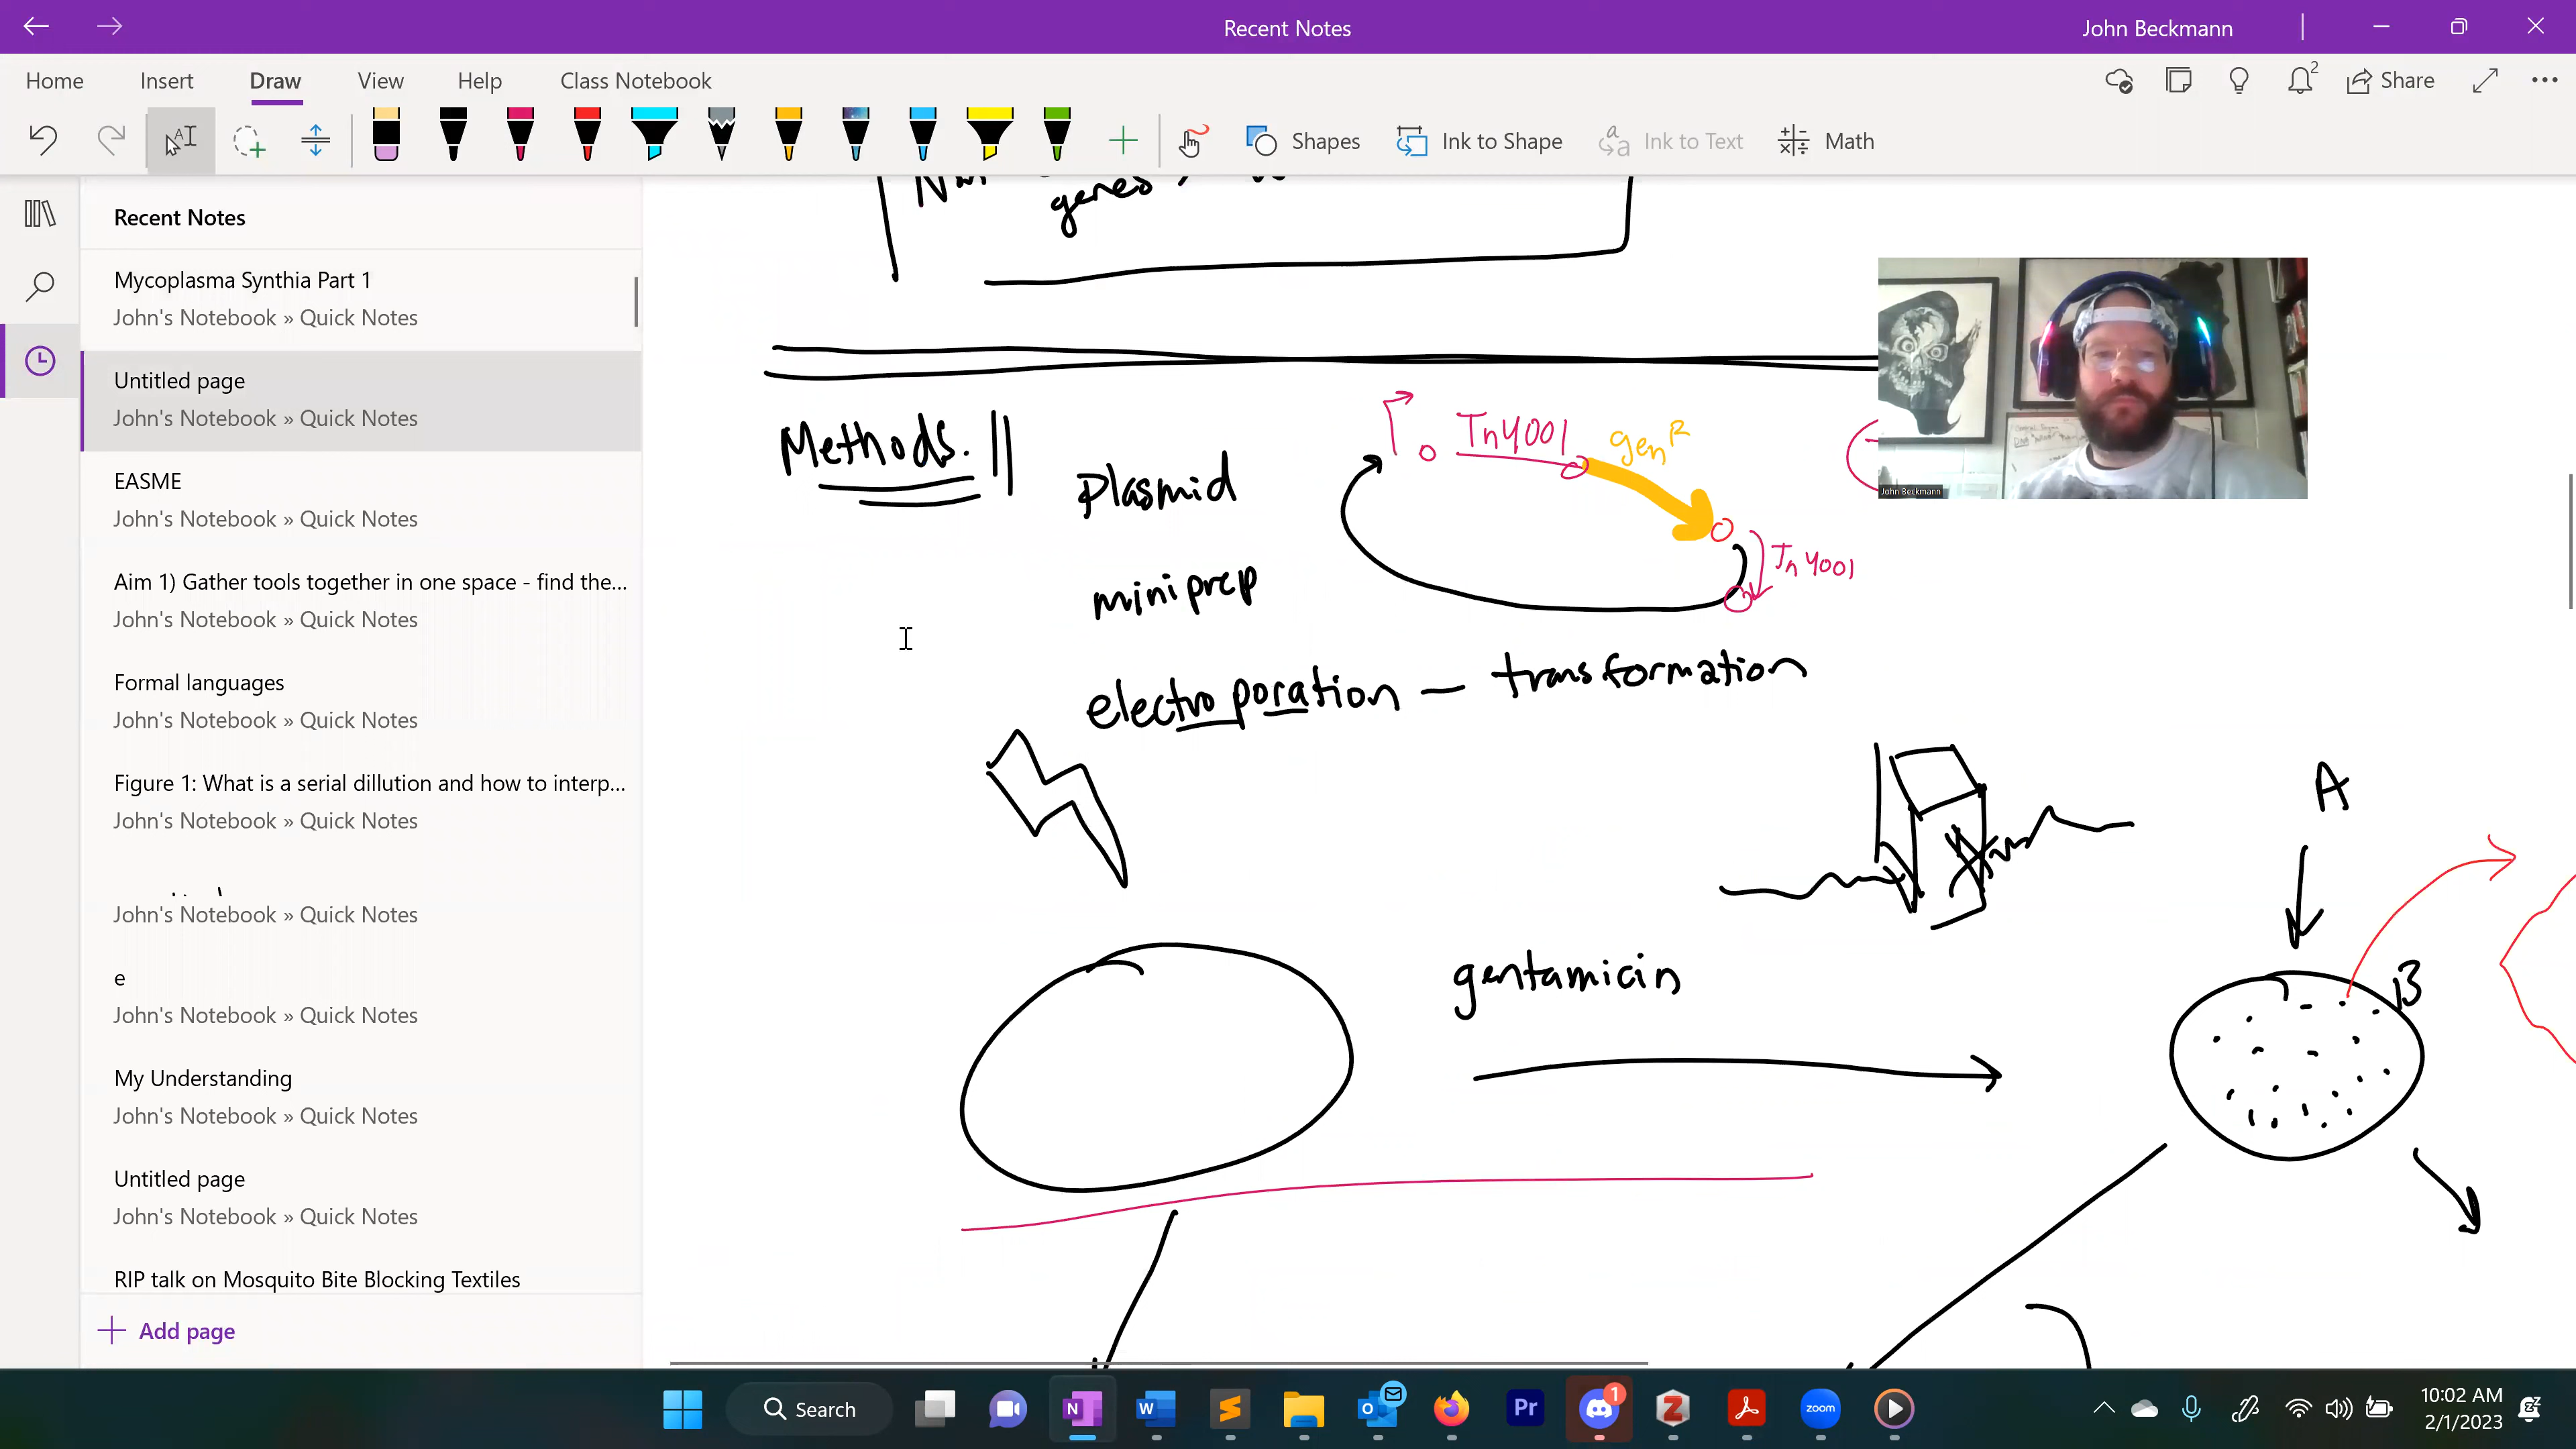 Recent Notes
John Beckmann
Home Insert Draw View Help Class Notebook
2
Share
Shapes Ink to Shape Ink to Text Math
Recent Notes
Mycoplasma Synthia Part 1
John's Notebook » Quick Notes
Untitled page
John's Notebook » Quick Notes
EASME
John's Notebook » Quick Notes
Aim 1) Gather tools together in one space - find the...
John's Notebook » Quick Notes
Formal languages
John's Notebook » Quick Notes
Figure 1: What is a serial dillution and how to interp...
John's Notebook » Quick Notes
John's Notebook » Quick Notes
e
John's Notebook » Quick Notes
My Understanding
John's Notebook » Quick Notes
Untitled page
John's Notebook » Quick Notes
RIP talk on Mosquito Bite Blocking Textiles
Add page
genes
Methods.
Plasmid
Tn4001
genR
Tn4001
miniprep
electroporation - transformation
gentamicin
A
B
John Beckmann
Search
N
W
O
Pr
1
Z
zoom
10:02 AM
2/1/2023